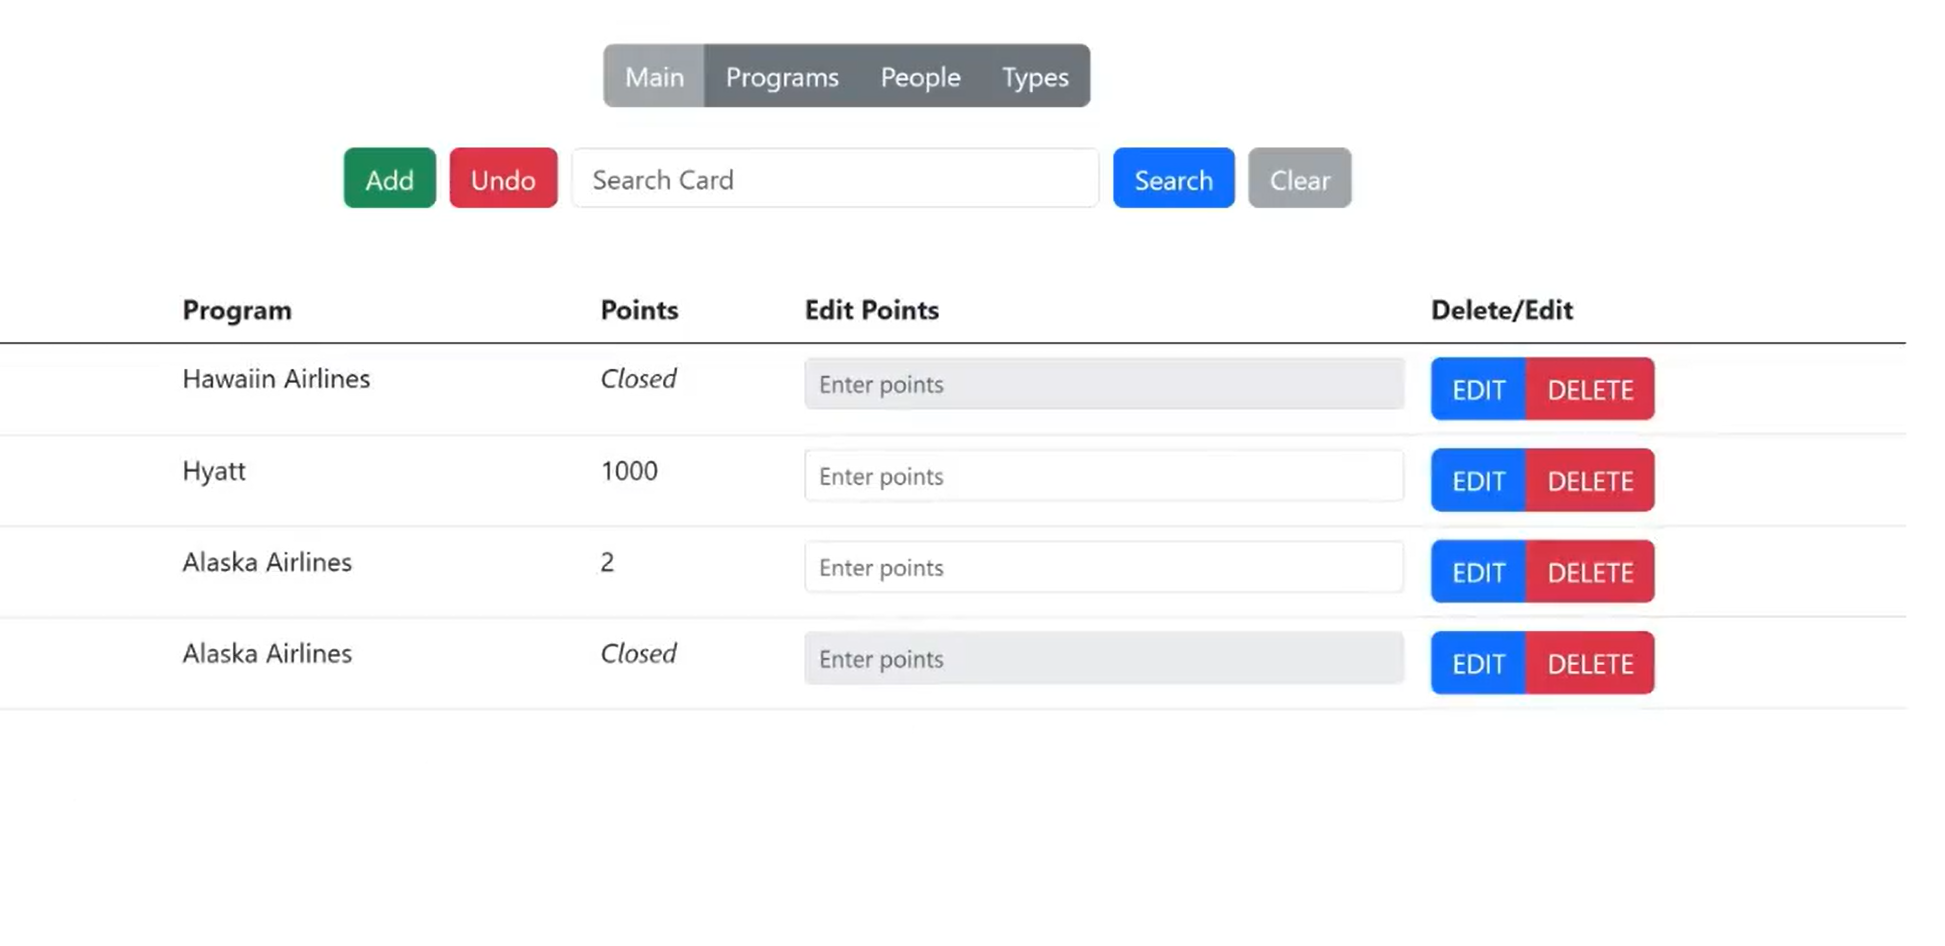 Main Programs People Types
Add Undo Search Card Search Clear
Program Points Edit Points Delete/Edit
Hawaiin Airlines Closed Enter points EDIT DELETE
Hyatt 1000 Enter points EDIT DELETE
Alaska Airlines 2 Enter points EDIT DELETE
Alaska Airlines Closed Enter points EDIT DELETE